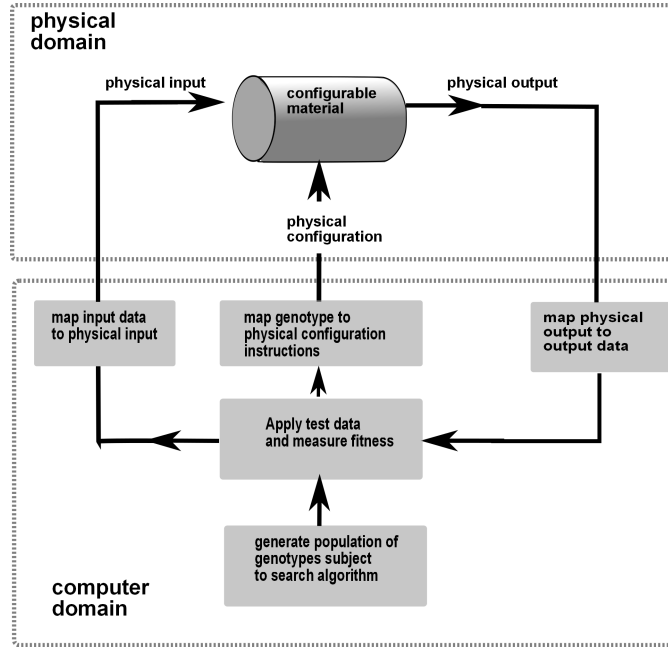 physical
domain
physical input
configurable
material
physical output
physical
configuration
map input data
to physical input
map genotype to
physical configuration
instructions
map physical
output to
output data
Apply test data
and measure fitness
generate population of
genotypes subject
to search algorithm
computer
domain